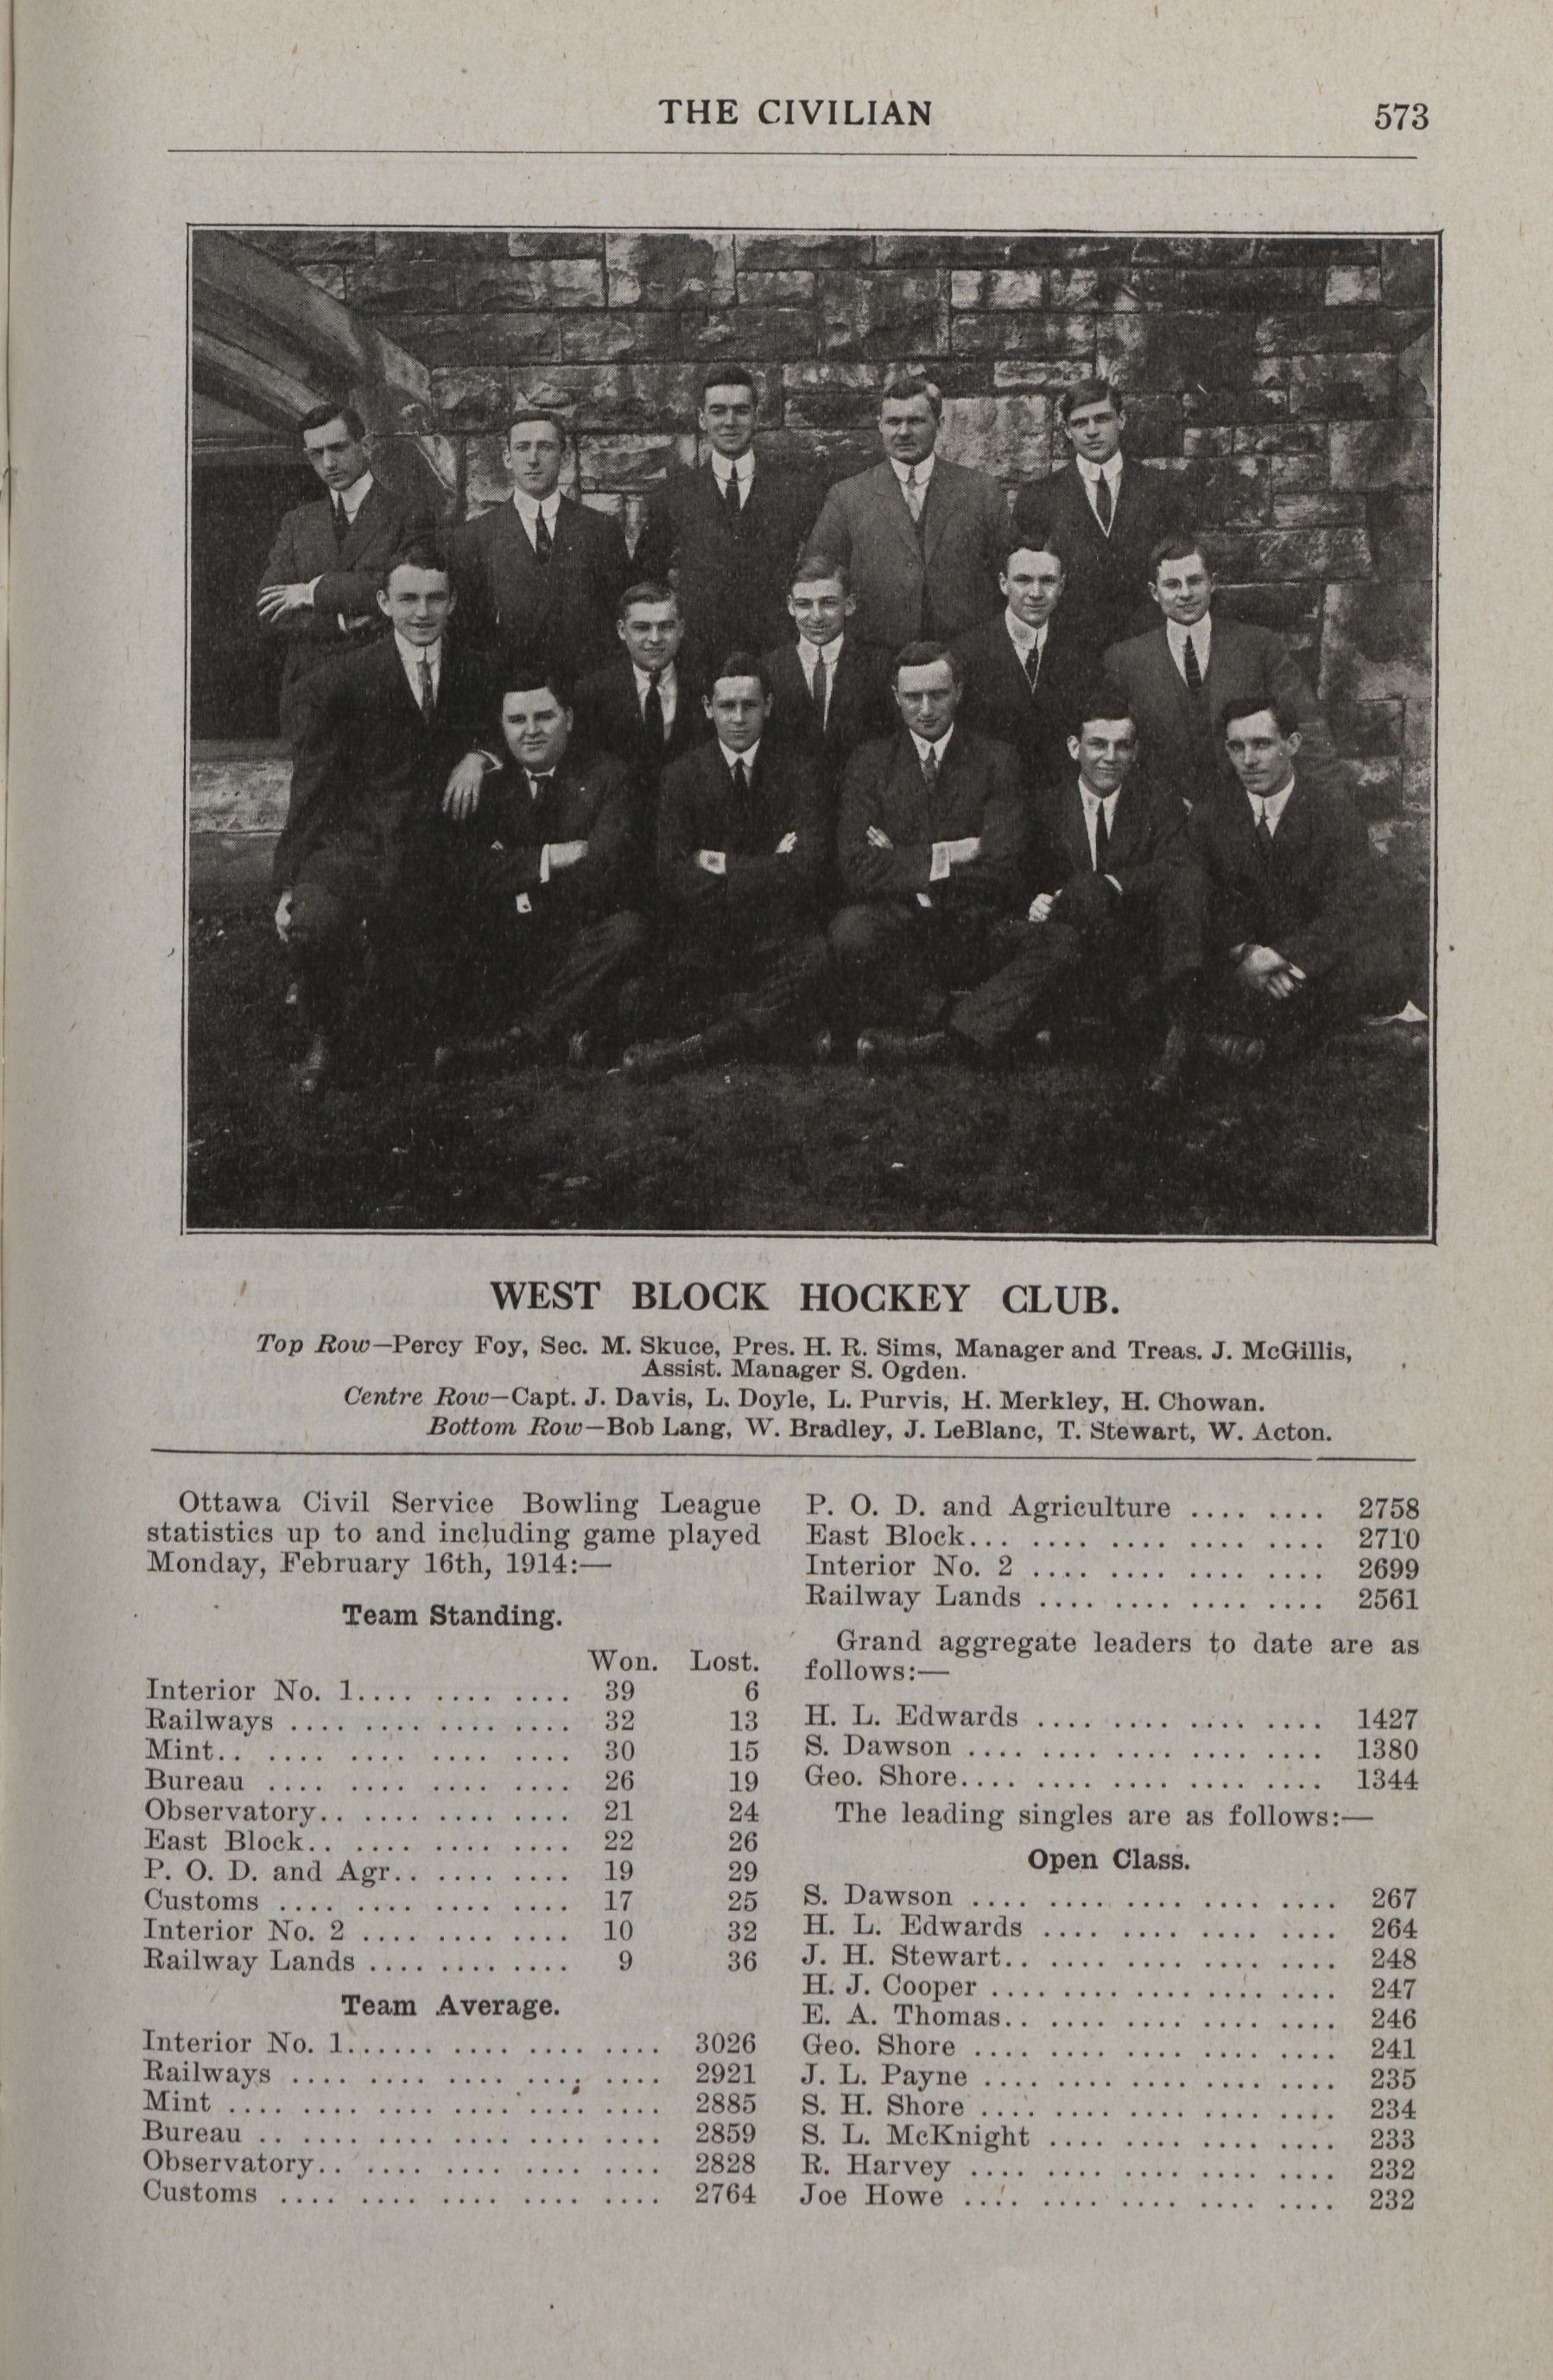 THE CIVILIAN
573
WEST BLOCK HOCKEY CLUB.
Top Row—Percy Foy, Sec. M. Skuce, Pres. H. R. Sims, Manager and Treas. J. McGillis,
Assist. Manager S. Ogden.
Centre Row—Capt. J. Davis, L. Doyle, L. Purvis, H. Merkley, H. Chowan.
Bottom Row—Bob Lang, W. Bradley, J. LeBlanc, T. Stewart, W. Acton.
Ottawa Civil Service Bowling League
statistics up to and including game played
Monday, February 16th, 1914:—
Team Standing.
Won. Lost.
Interior No. 1.... .... .... .... 39 6
Railways .... .... .... .... 32 13
Mint.. .... .... .... .... 30 15
Bureau .... .... .... .... 26 19
Observatory.. .... .... .... 21 24
East Block.. .... .... .... 22 26
P. O. D. and Agr.. .... .... 19 29
Customs .... .... .... .... 17 25
Interior No. 2 .... .... .... 10 32
Railway Lands .... .... .... 9 36
Team Average.
Interior No. 1...... .... .... .... 3026
Railways .... .... .... .... .... 2921
Mint .... .... .... .... .... .... 2885
Bureau .. .... .... .... .... .... 2859
Observatory.. .... .... .... .... 2828
Customs .... .... .... .... .... 2764
P. O. D. and Agriculture .... .... 2758
East Block... .... .... .... .... 2710
Interior No. 2 .... .... .... .... 2699
Railway Lands .... .... .... .... 2561
Grand aggregate leaders to date are as
follows:—
H. L. Edwards .... .... .... .... 1427
S. Dawson .... .... .... .... .... 1380
Geo. Shore.... .... .... .... .... 1344
The leading singles are as follows:—
Open Class.
S. Dawson .... .... .... .... .... 267
H. L. Edwards .... .... .... .... 264
J. H. Stewart.. .... .... .... .... 248
H. J. Cooper .... .... .... .... .... 247
E. A. Thomas.. .... .... .... .... 246
Geo. Shore .... .... .... .... .... 241
J. L. Payne .... .... .... .... .... 235
S. H. Shore .... .... .... .... .... 234
S. L. McKnight .... .... .... .... 233
R. Harvey .... .... .... .... .... 232
Joe Howe .... .... .... .... .... 232